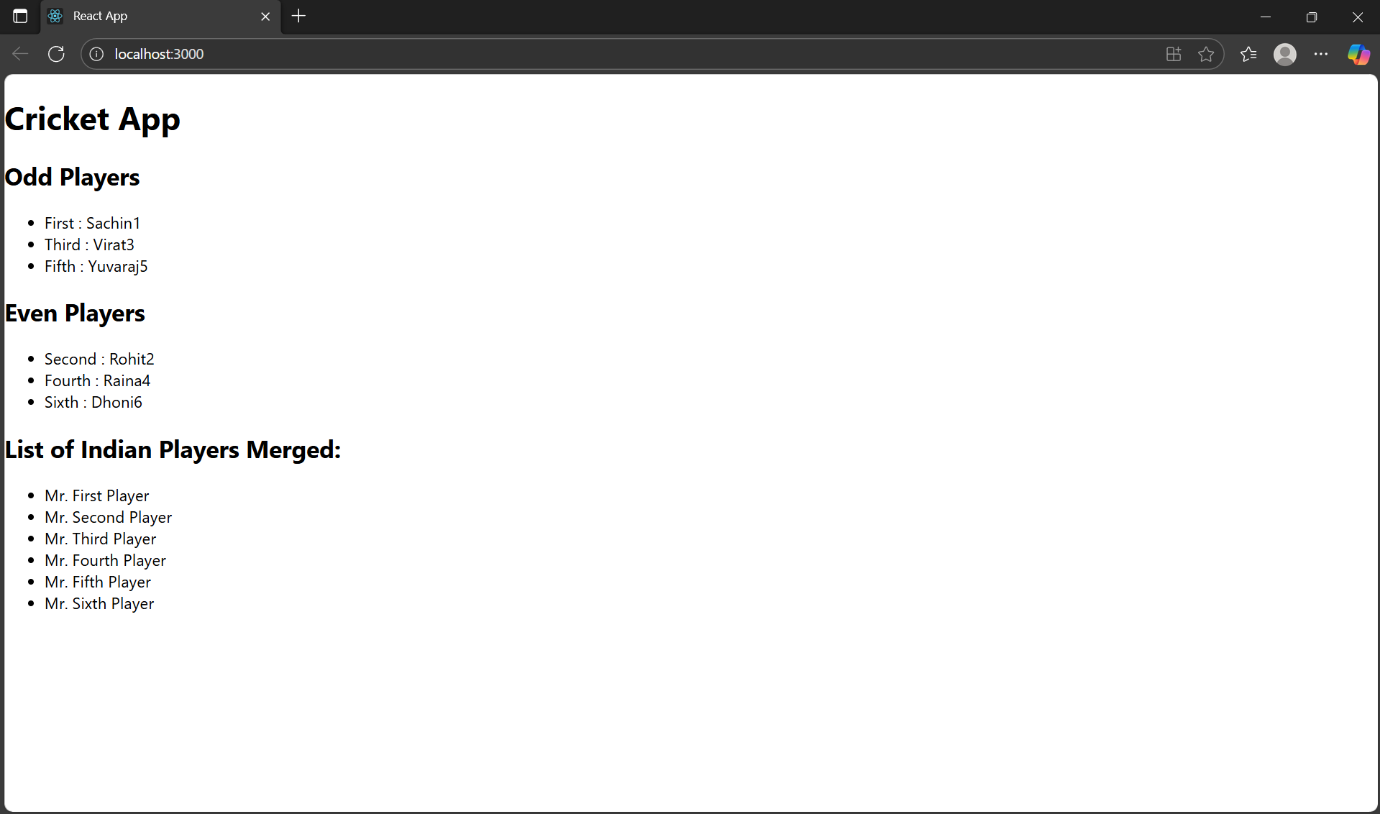 React App
localhost:3000
Cricket App
Odd Players
First : Sachin1
Third : Virat3
Fifth : Yuvaraj5
Even Players
Second : Rohit2
Fourth : Raina4
Sixth : Dhoni6
List of Indian Players Merged:
Mr. First Player
Mr. Second Player
Mr. Third Player
Mr. Fourth Player
Mr. Fifth Player
Mr. Sixth Player